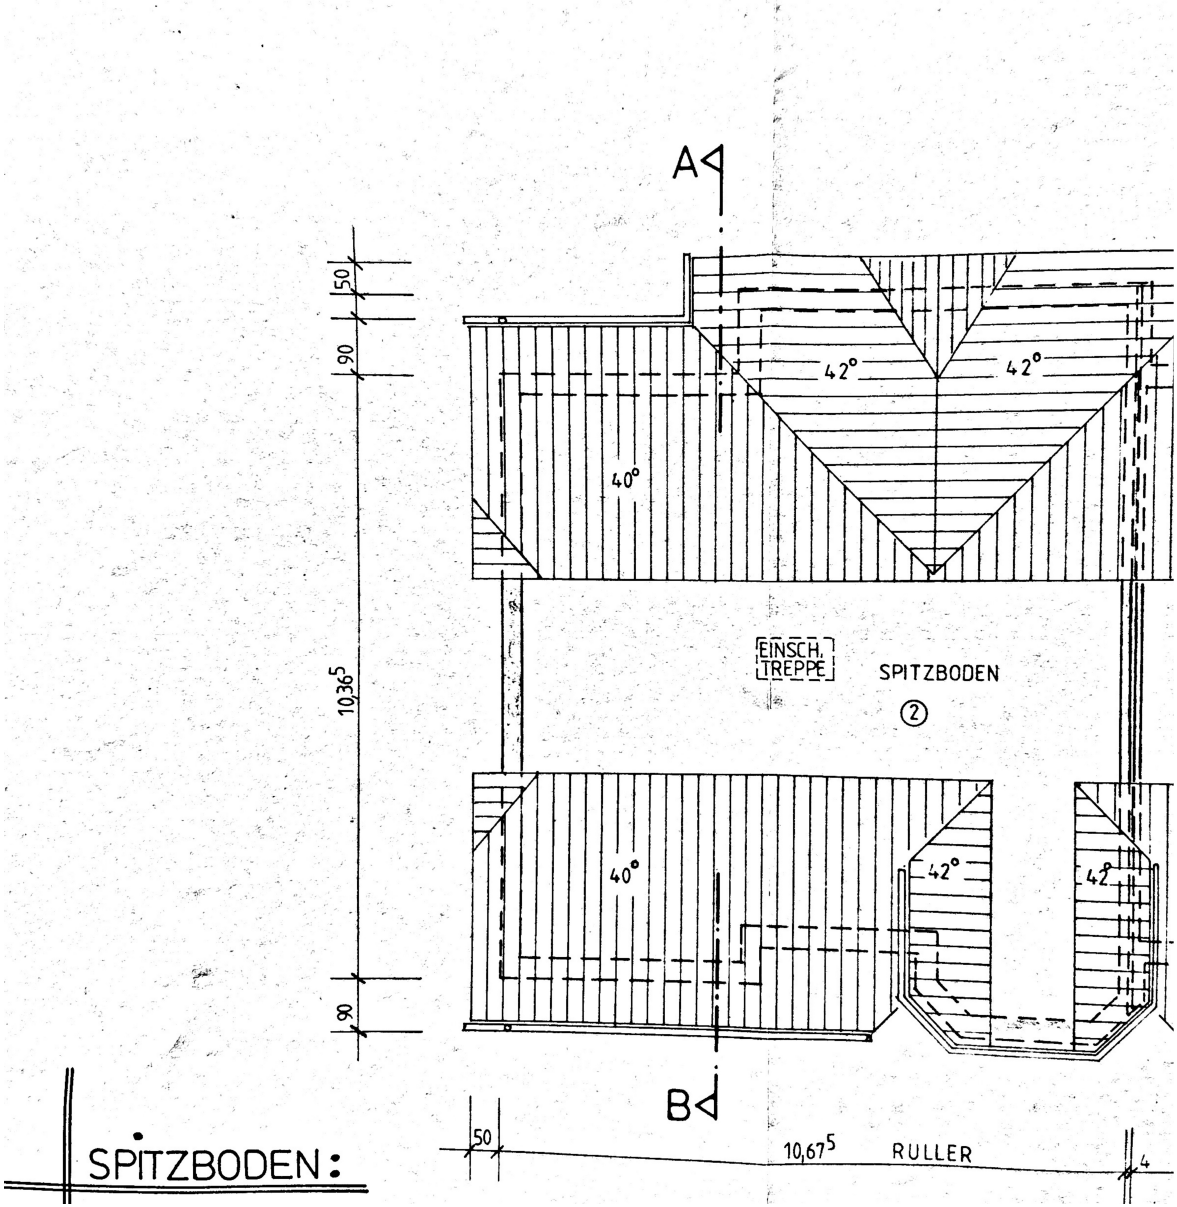 A
50
90
42°
42°
40°
10,36⁵
EINSCH.
TREPPE
SPITZBODEN
2
40°
42°
42°
90
B
50
10,67⁵
RULLER
4
SPITZBODEN: